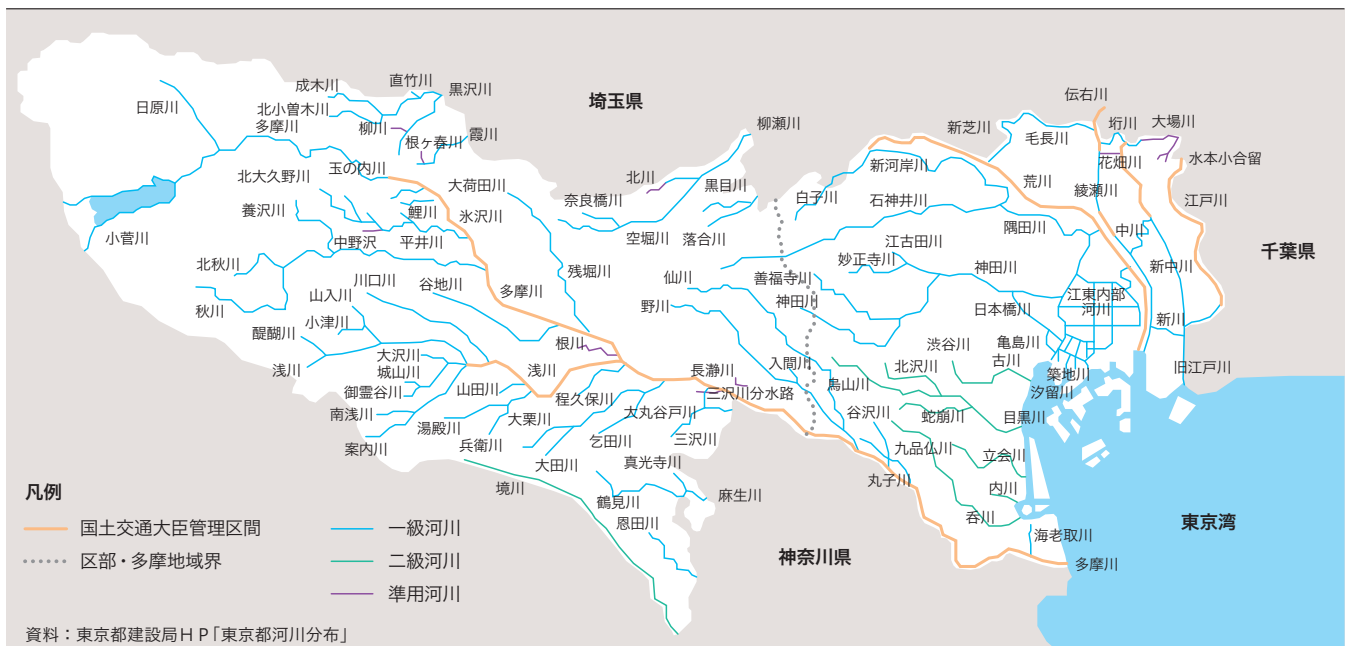 成木川
直竹川
黒沢川
日原川
北小曽木川
多摩川
柳川
根ヶ春川
霞川
埼玉県
柳瀬川
新芝川
伝右川
毛長川
垳川
大場川
花畑川
水本小合留
玉の内川
北大久野川
大荷田川
北川
黒目川
新河岸川
荒川
綾瀬川
江戸川
養沢川
鯉川
氷沢川
奈良橋川
白子川
石神井川
隅田川
中川
小菅川
中野沢
平井川
空堀川
落合川
江古田川
千葉県
北秋川
川口川
谷地川
多摩川
残堀川
仙川
善福寺川
妙正寺川
神田川
新中川
秋川
山入川
野川
神田川
日本橋川
江東内部
河川
新川
醍醐川
小津川
浅川
大沢川
城山川
根川
長瀞川
入間川
烏山川
北沢川
渋谷川
亀島川
古川
築地川
旧江戸川
御霊谷川
山田川
浅川
程久保川
三沢川分水路
汐留川
南浅川
湯殿川
大栗川
大丸谷戸川
谷沢川
蛇崩川
目黒川
案内川
兵衛川
乞田川
三沢川
九品仏川
立会川
大田川
真光寺川
丸子川
内川
境川
鶴見川
麻生川
呑川
恩田川
海老取川
東京湾
神奈川県
多摩川
凡例
国土交通大臣管理区間
区部・多摩地域界
一級河川
二級河川
準用河川
資料：東京都建設局ＨＰ「東京都河川分布」